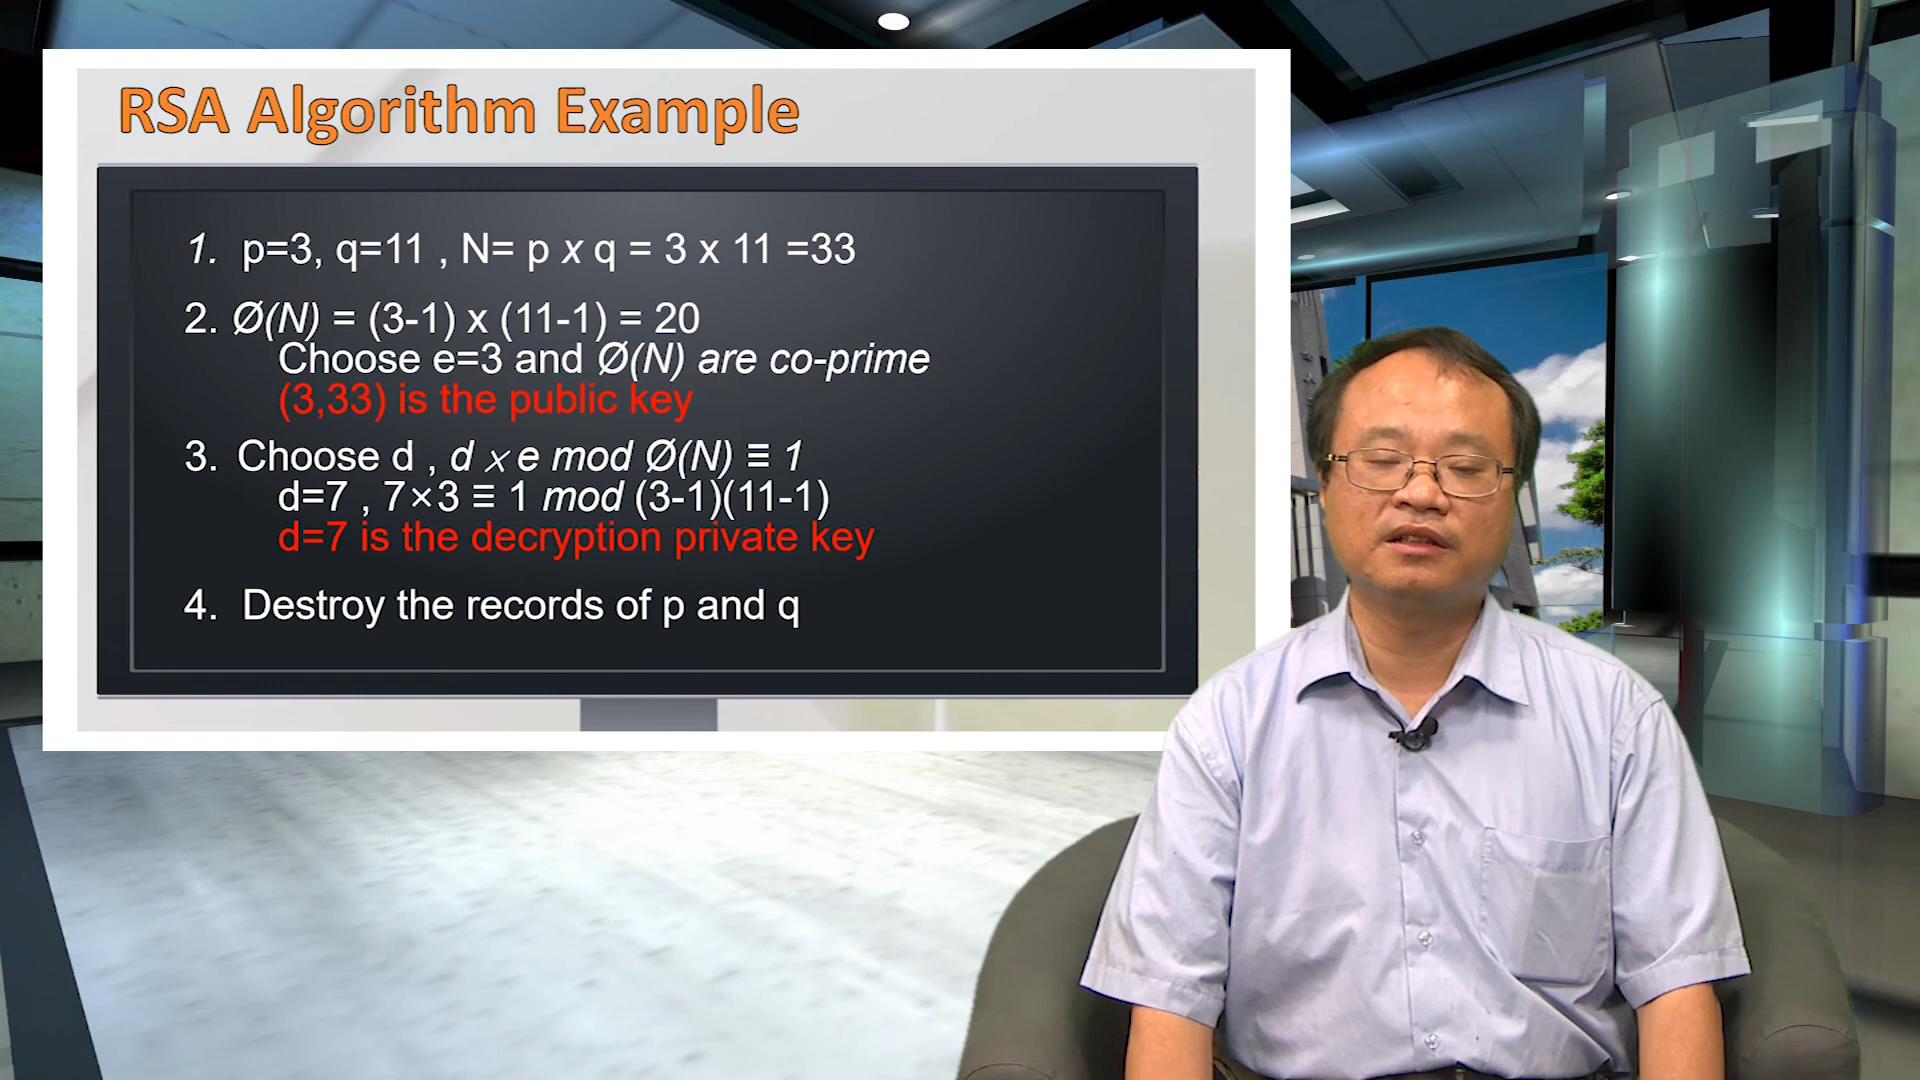 RSA Algorithm Example
1. p=3, q=11 , N= p x q = 3 x 11 =33
2. Ø(N) = (3-1) x (11-1) = 20
Choose e=3 and Ø(N) are co-prime
(3,33) is the public key
3. Choose d , d × e mod Ø(N) ≡ 1
d=7 , 7×3 ≡ 1 mod (3-1)(11-1)
d=7 is the decryption private key
4. Destroy the records of p and q